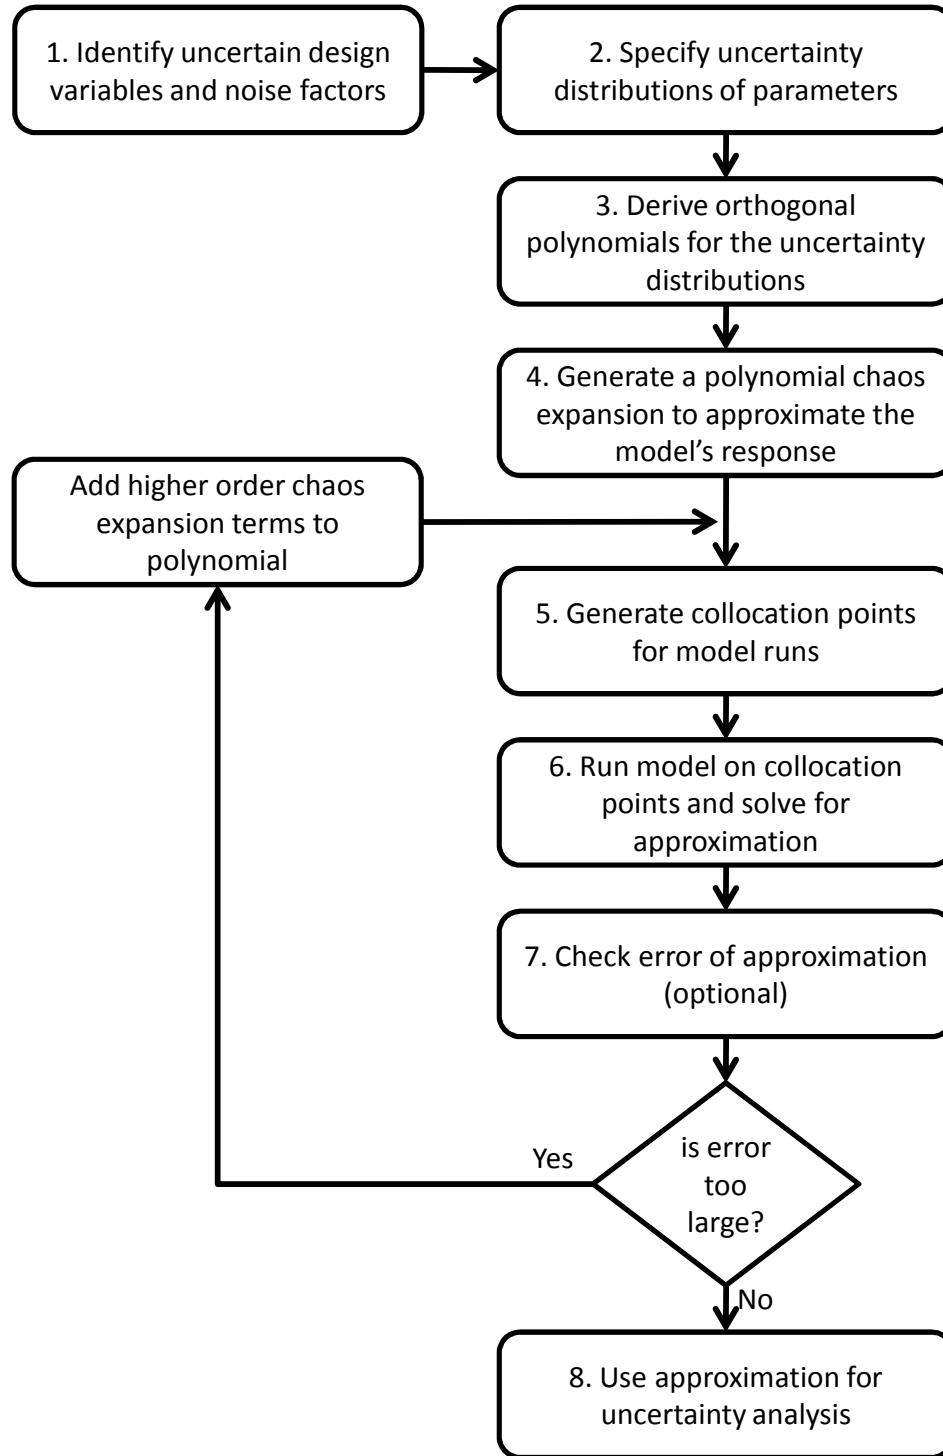 1. Identify uncertain design
variables and noise factors
2. Specify uncertainty
distributions of parameters
3. Derive orthogonal
polynomials for the uncertainty
distributions
4. Generate a polynomial chaos
expansion to approximate the
model’s response
Add higher order chaos
expansion terms to
polynomial
5. Generate collocation points
for model runs
6. Run model on collocation
points and solve for
approximation
7. Check error of approximation
(optional)
Yes
is error
too
large?
No
8. Use approximation for
uncertainty analysis